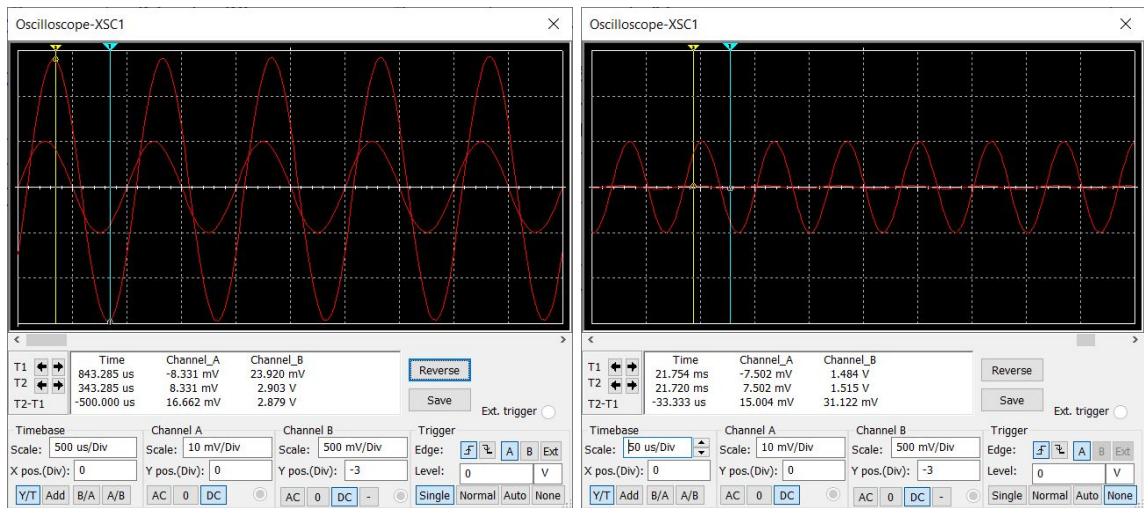 Oscilloscope-XSC1
T1
T2
T2-T1
Time Channel_A Channel_B
843.285 us -8.331 mV 23.920 mV
343.285 us 8.331 mV 2.903 V
-500.000 us 16.662 mV 2.879 V
Reverse
Save
Ext. trigger
Timebase
Scale: 500 us/Div
X pos.(Div): 0
Y/T Add B/A A/B
Channel A
Scale: 10 mV/Div
Y pos.(Div): 0
AC 0 DC
Channel B
Scale: 500 mV/Div
Y pos.(Div): -3
AC 0 DC -
Trigger
Edge: A B Ext
Level: 0 V
Single Normal Auto None
Oscilloscope-XSC1
T1
T2
T2-T1
Time Channel_A Channel_B
21.754 ms -7.502 mV 1.484 V
21.720 ms 7.502 mV 1.515 V
-33.333 us 15.004 mV 31.122 mV
Reverse
Save
Ext. trigger
Timebase
Scale: 50 us/Div
X pos.(Div): 0
Y/T Add B/A A/B
Channel A
Scale: 10 mV/Div
Y pos.(Div): 0
AC 0 DC
Channel B
Scale: 500 mV/Div
Y pos.(Div): -3
AC 0 DC -
Trigger
Edge: A B Ext
Level: 0 V
Single Normal Auto None